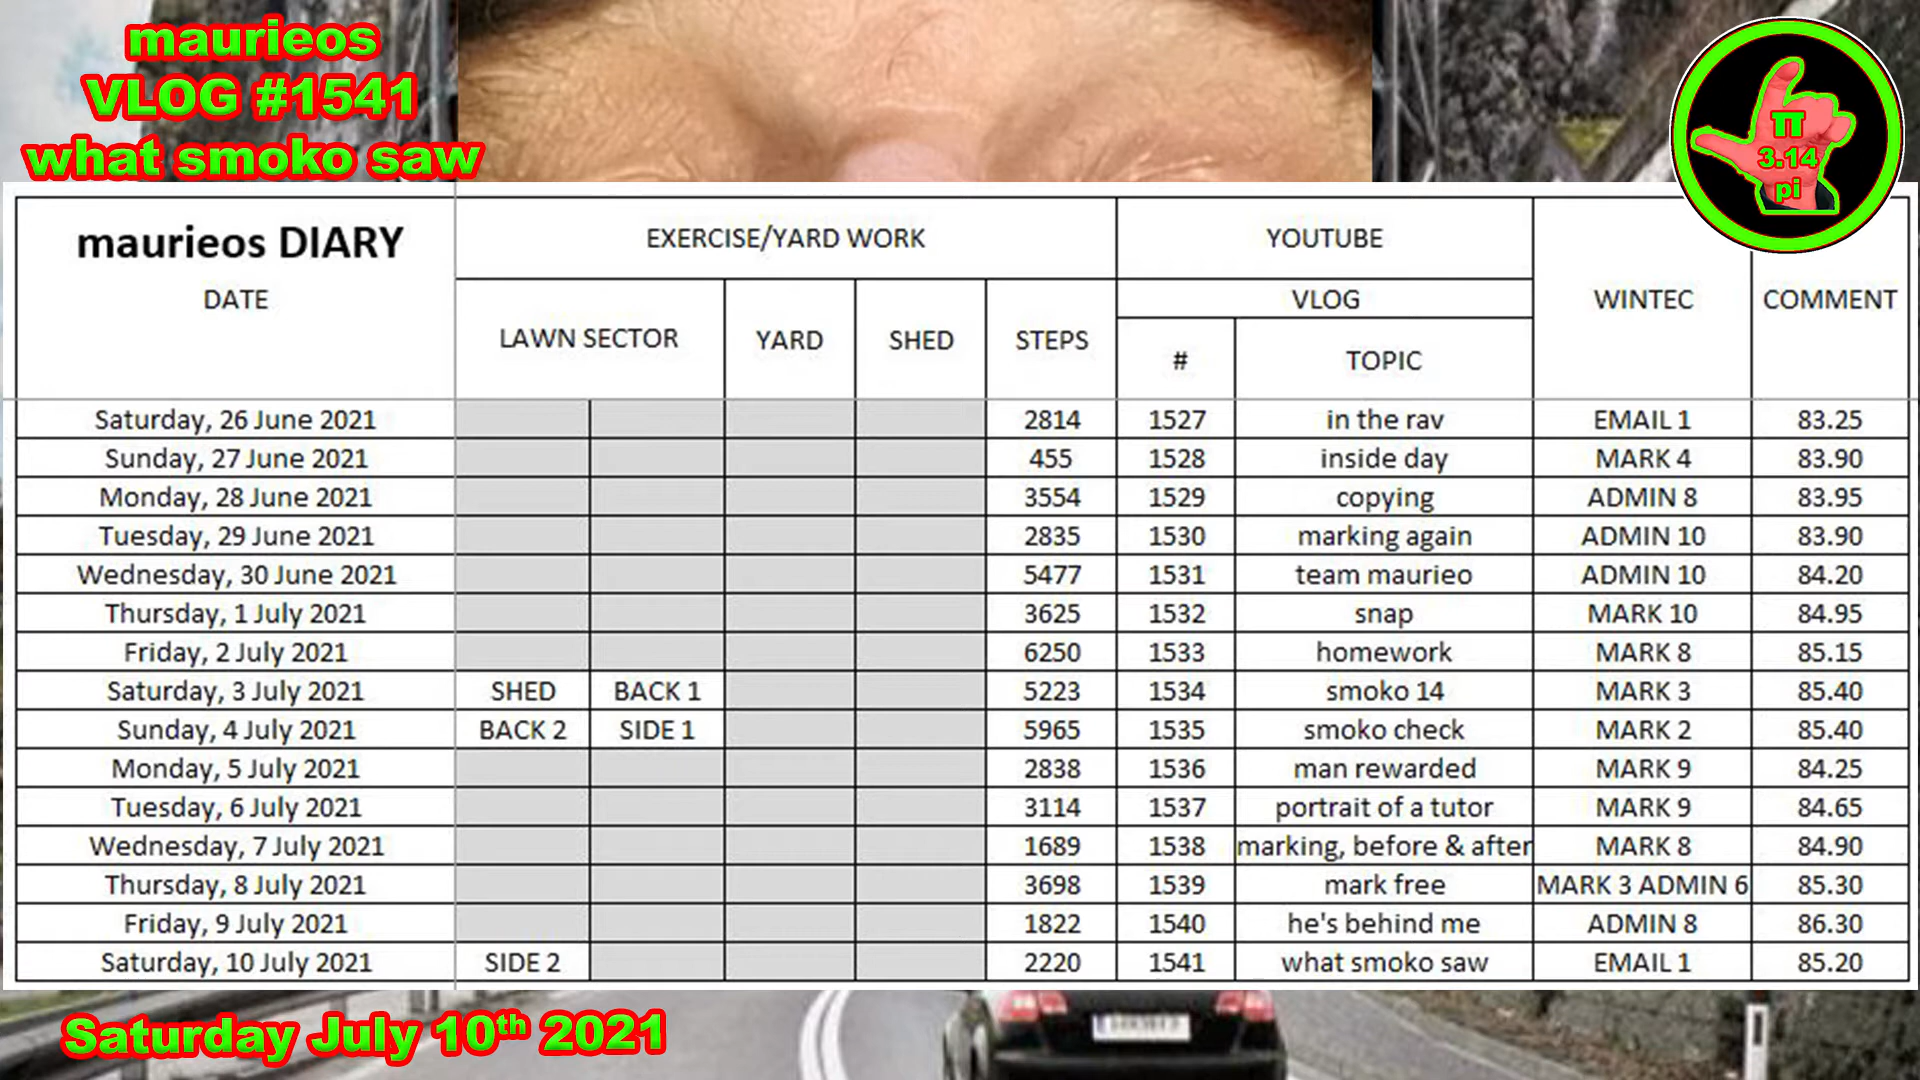 maurieos
VLOG #1541
what smoko saw
π
3.14
pi
maurieos DIARY
DATE
EXERCISE/YARD WORK
YOUTUBE
WINTEC
COMMENT
VLOG
LAWN SECTOR
YARD
SHED
STEPS
#
TOPIC
Saturday, 26 June 2021 2814 1527 in the rav EMAIL 1 83.25
Sunday, 27 June 2021 455 1528 inside day MARK 4 83.90
Monday, 28 June 2021 3554 1529 copying ADMIN 8 83.95
Tuesday, 29 June 2021 2835 1530 marking again ADMIN 10 83.90
Wednesday, 30 June 2021 5477 1531 team maurieo ADMIN 10 84.20
Thursday, 1 July 2021 3625 1532 snap MARK 10 84.95
Friday, 2 July 2021 6250 1533 homework MARK 8 85.15
Saturday, 3 July 2021 SHED BACK 1 5223 1534 smoko 14 MARK 3 85.40
Sunday, 4 July 2021 BACK 2 SIDE 1 5965 1535 smoko check MARK 2 85.40
Monday, 5 July 2021 2838 1536 man rewarded MARK 9 84.25
Tuesday, 6 July 2021 3114 1537 portrait of a tutor MARK 9 84.65
Wednesday, 7 July 2021 1689 1538 marking, before & after MARK 8 84.90
Thursday, 8 July 2021 3698 1539 mark free MARK 3 ADMIN 6 85.30
Friday, 9 July 2021 1822 1540 he's behind me ADMIN 8 86.30
Saturday, 10 July 2021 SIDE 2 2220 1541 what smoko saw EMAIL 1 85.20
Saturday July 10th 2021